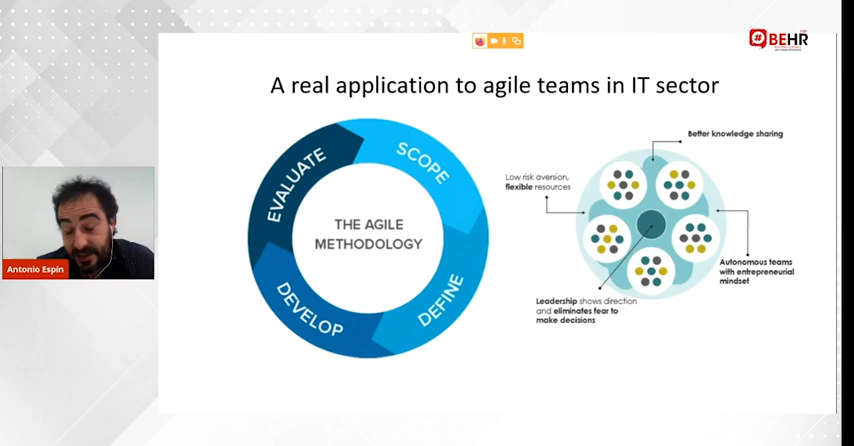 #BEHR
A real application to agile teams in IT sector
EVALUATE
SCOPE
DEFINE
DEVELOP
THE AGILE
METHODOLOGY
Better knowledge sharing
Low risk aversion,
flexible resources
Autonomous teams
with entrepreneurial
mindset
Leadership shows direction
and eliminates fear to
make decisions
Antonio Espín